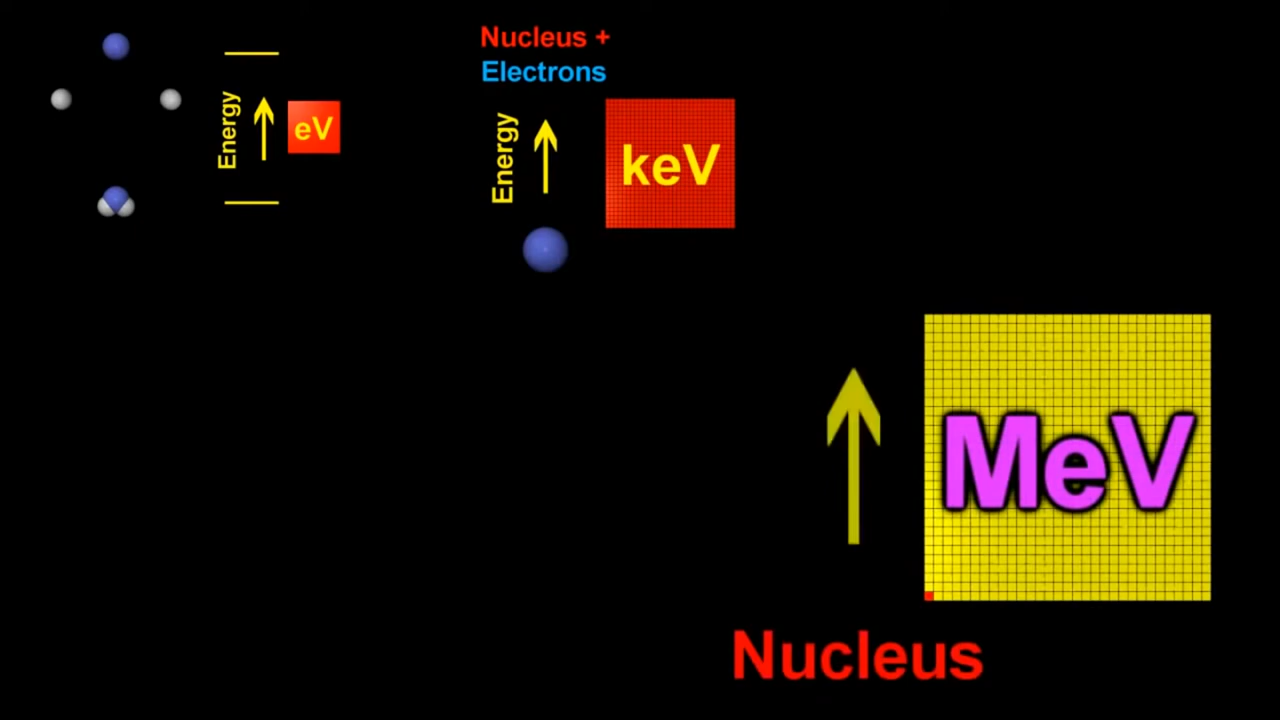 Energy
eV
Nucleus +
Electrons
Energy
keV
MeV
Nucleus